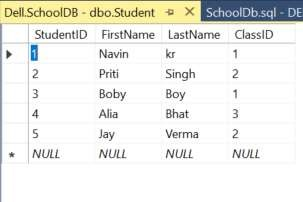 Dell.SchoolDB - dbo.Student SchoolDb.sql - DE
StudentID FirstName LastName ClassID
1 Navin kr 1
2 Priti Singh 2
3 Boby Boy 1
4 Alia Bhat 3
5 Jay Verma 2
NULL NULL NULL NULL